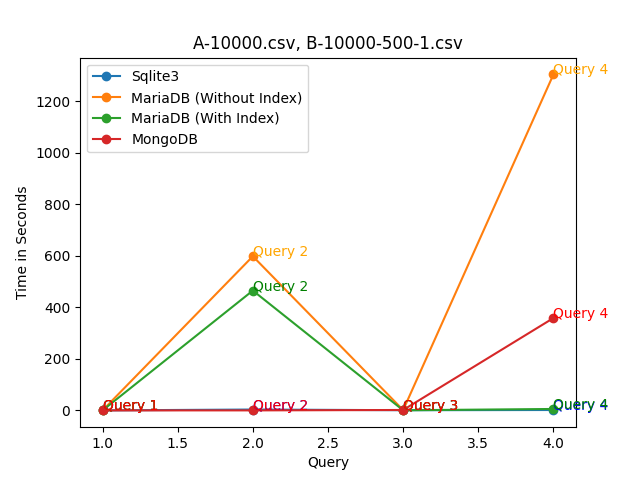 A-10000.csv, B-10000-500-1.csv
Sqlite3
MariaDB (Without Index)
MariaDB (With Index)
MongoDB
Time in Seconds
1200
1000
800
600
400
200
0
Query 4
Query 2
Query 2
Query 4
Query 1
Query 2
Query 3
Query 4
1.0 1.5 2.0 2.5 3.0 3.5 4.0
Query